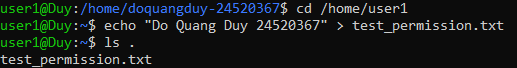 user1@Duy:/home/doquangduy-24520367$ cd /home/user1
user1@Duy:~$ echo "Do Quang Duy 24520367" > test_permission.txt
user1@Duy:~$ ls .
test_permission.txt